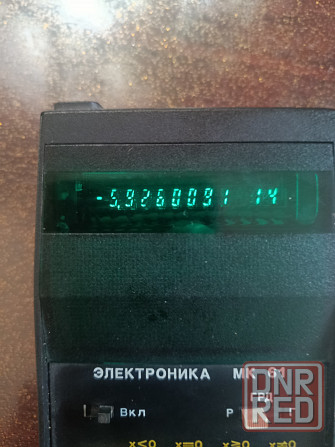 -5,9260091 14
ЭЛЕКТРОНИКА МК 61
Вкл Р ГРД Г
x<0 x=0 x≥0 x≠0
DNR
RED